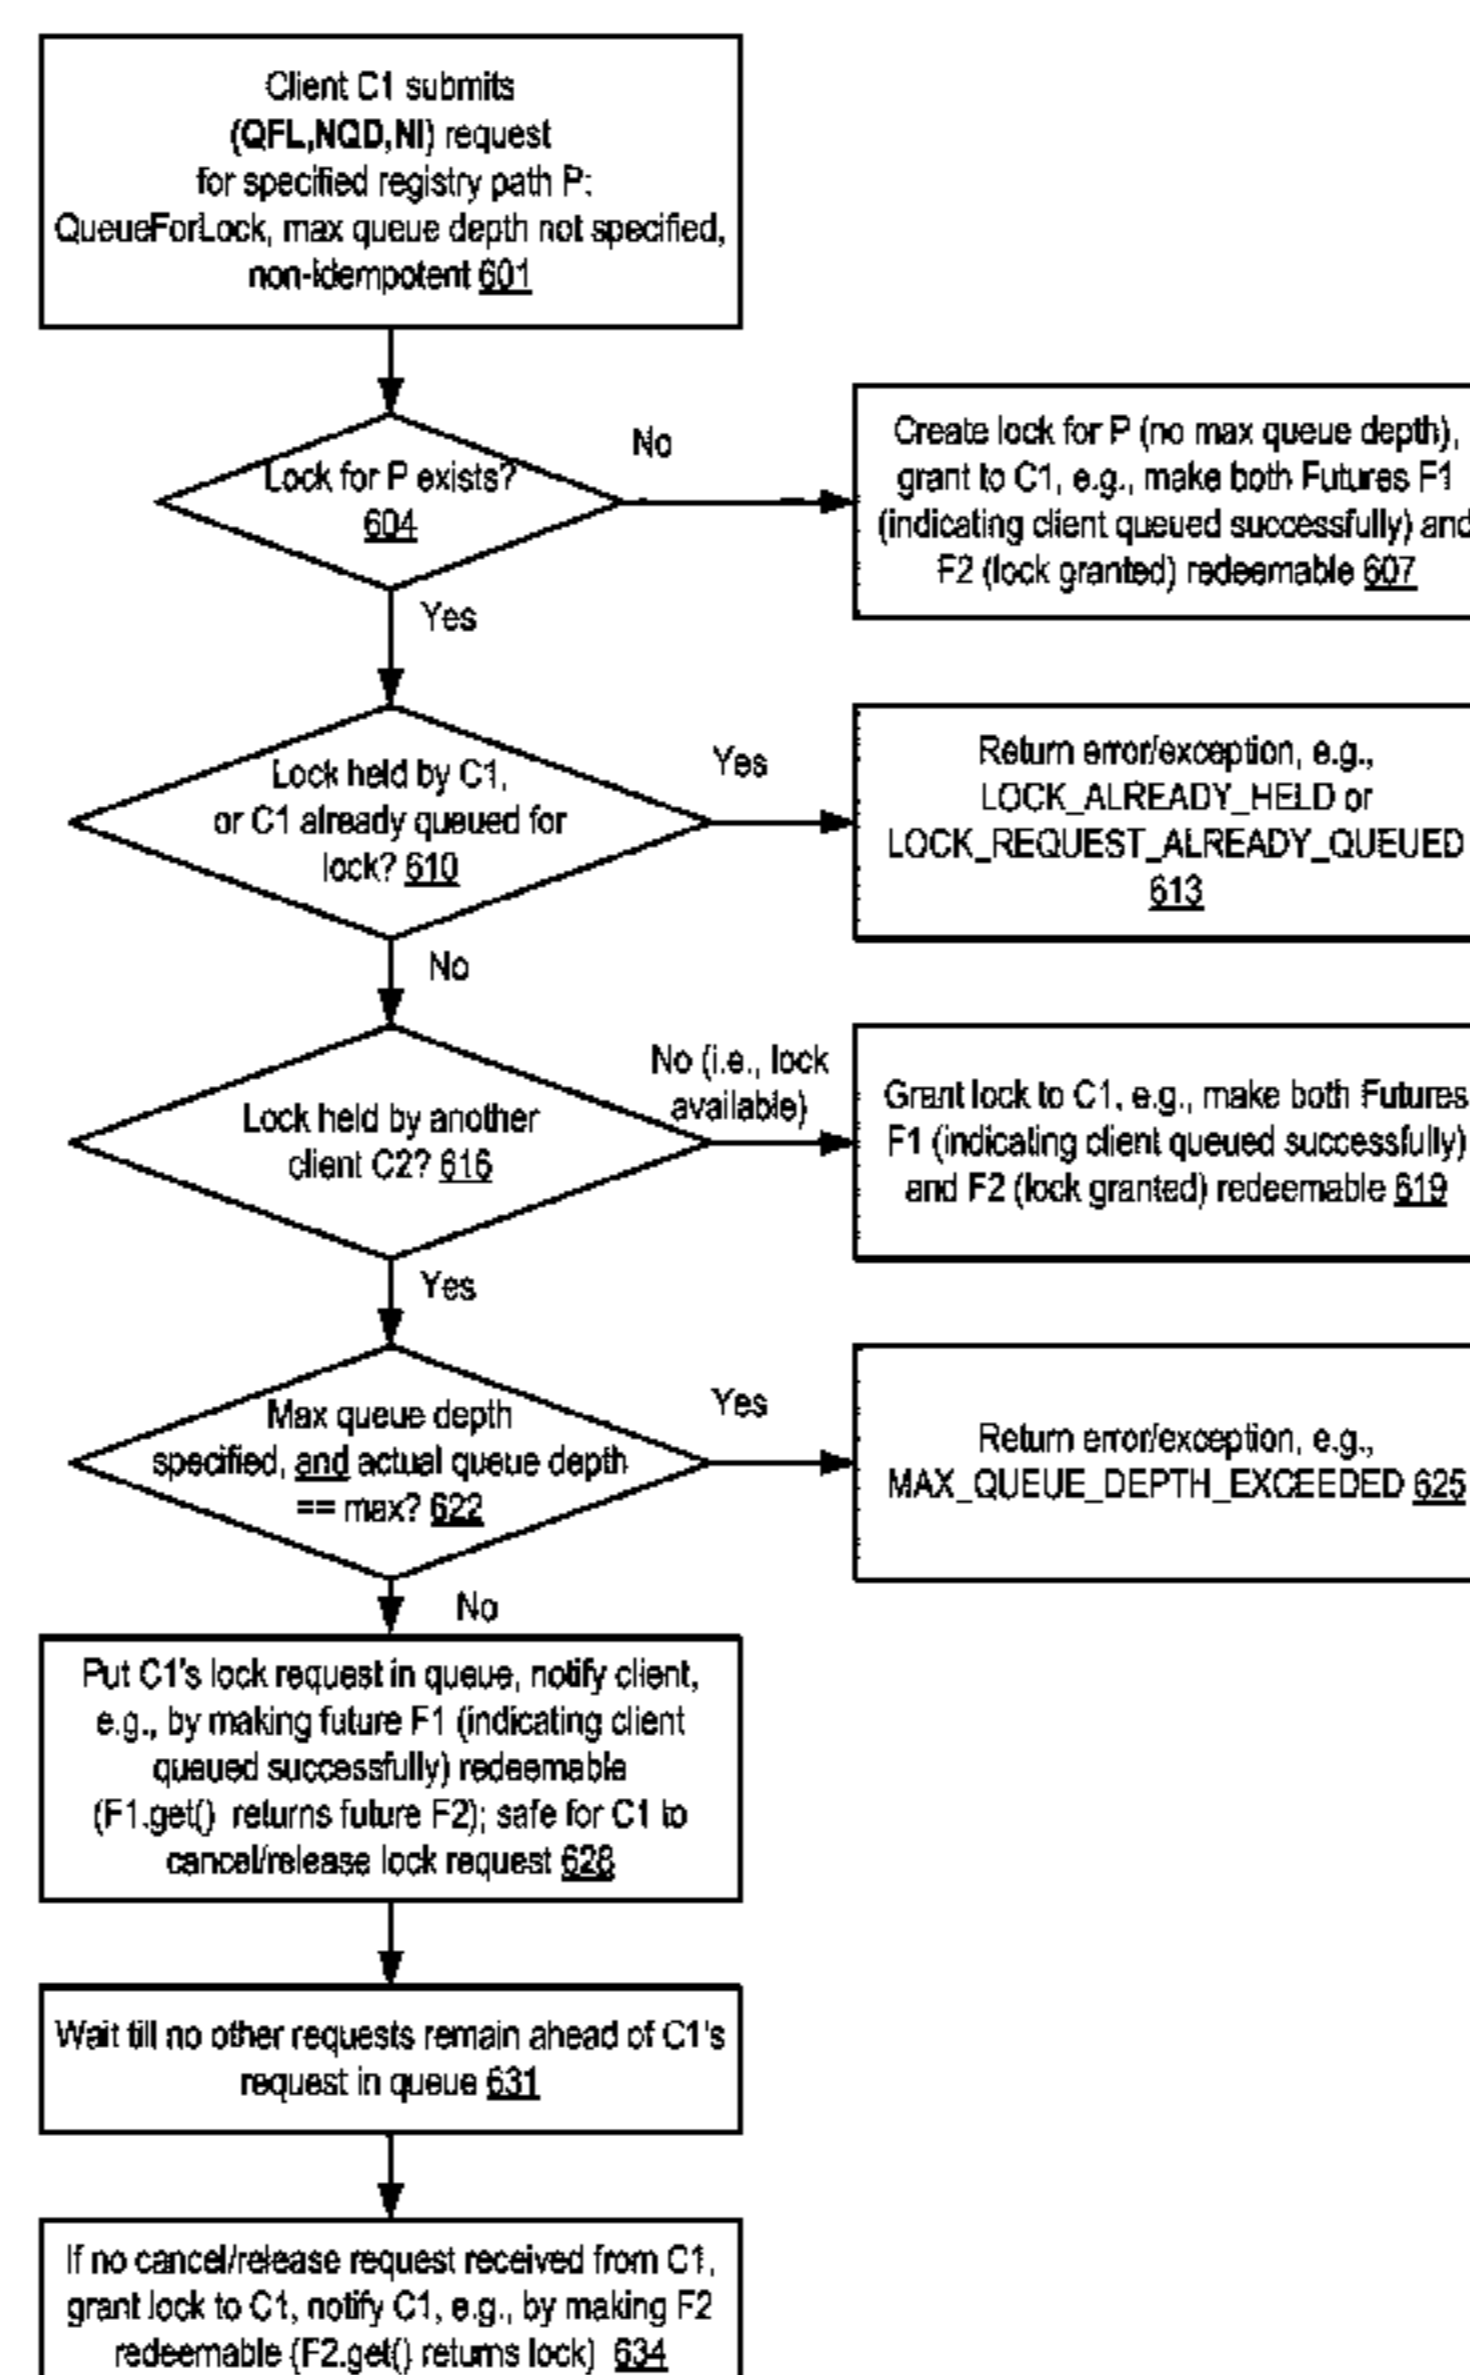 Client C1 submits
(QFL,NQD,NI) request
for specified registry path P:
QueueForLock, max queue depth not specified,
non-idempotent 601
Lock for P exists?
604
No
Create lock for P (no max queue depth),
grant to C1, e.g., make both Futures F1
(indicating client queued successfully) and
F2 (lock granted) redeemable 607
Yes
Lock held by C1,
or C1 already queued for
lock? 610
Yes
Return error/exception, e.g.,
LOCK_ALREADY_HELD or
LOCK_REQUEST_ALREADY_QUEUED
613
No
Lock held by another
client C2? 616
No (i.e., lock
available)
Grant lock to C1, e.g., make both Futures
F1 (indicating client queued successfully)
and F2 (lock granted) redeemable 619
Yes
Max queue depth
specified, and actual queue depth
== max? 622
Yes
Return error/exception, e.g.,
MAX_QUEUE_DEPTH_EXCEEDED 625
No
Put C1's lock request in queue, notify client,
e.g., by making future F1 (indicating client
queued successfully) redeemable
(F1.get() returns future F2); safe for C1 to
cancel/release lock request 628
Wait till no other requests remain ahead of C1's
request in queue 631
If no cancel/release request received from C1,
grant lock to C1, notify C1, e.g., by making F2
redeemable (F2.get() returns lock) 634